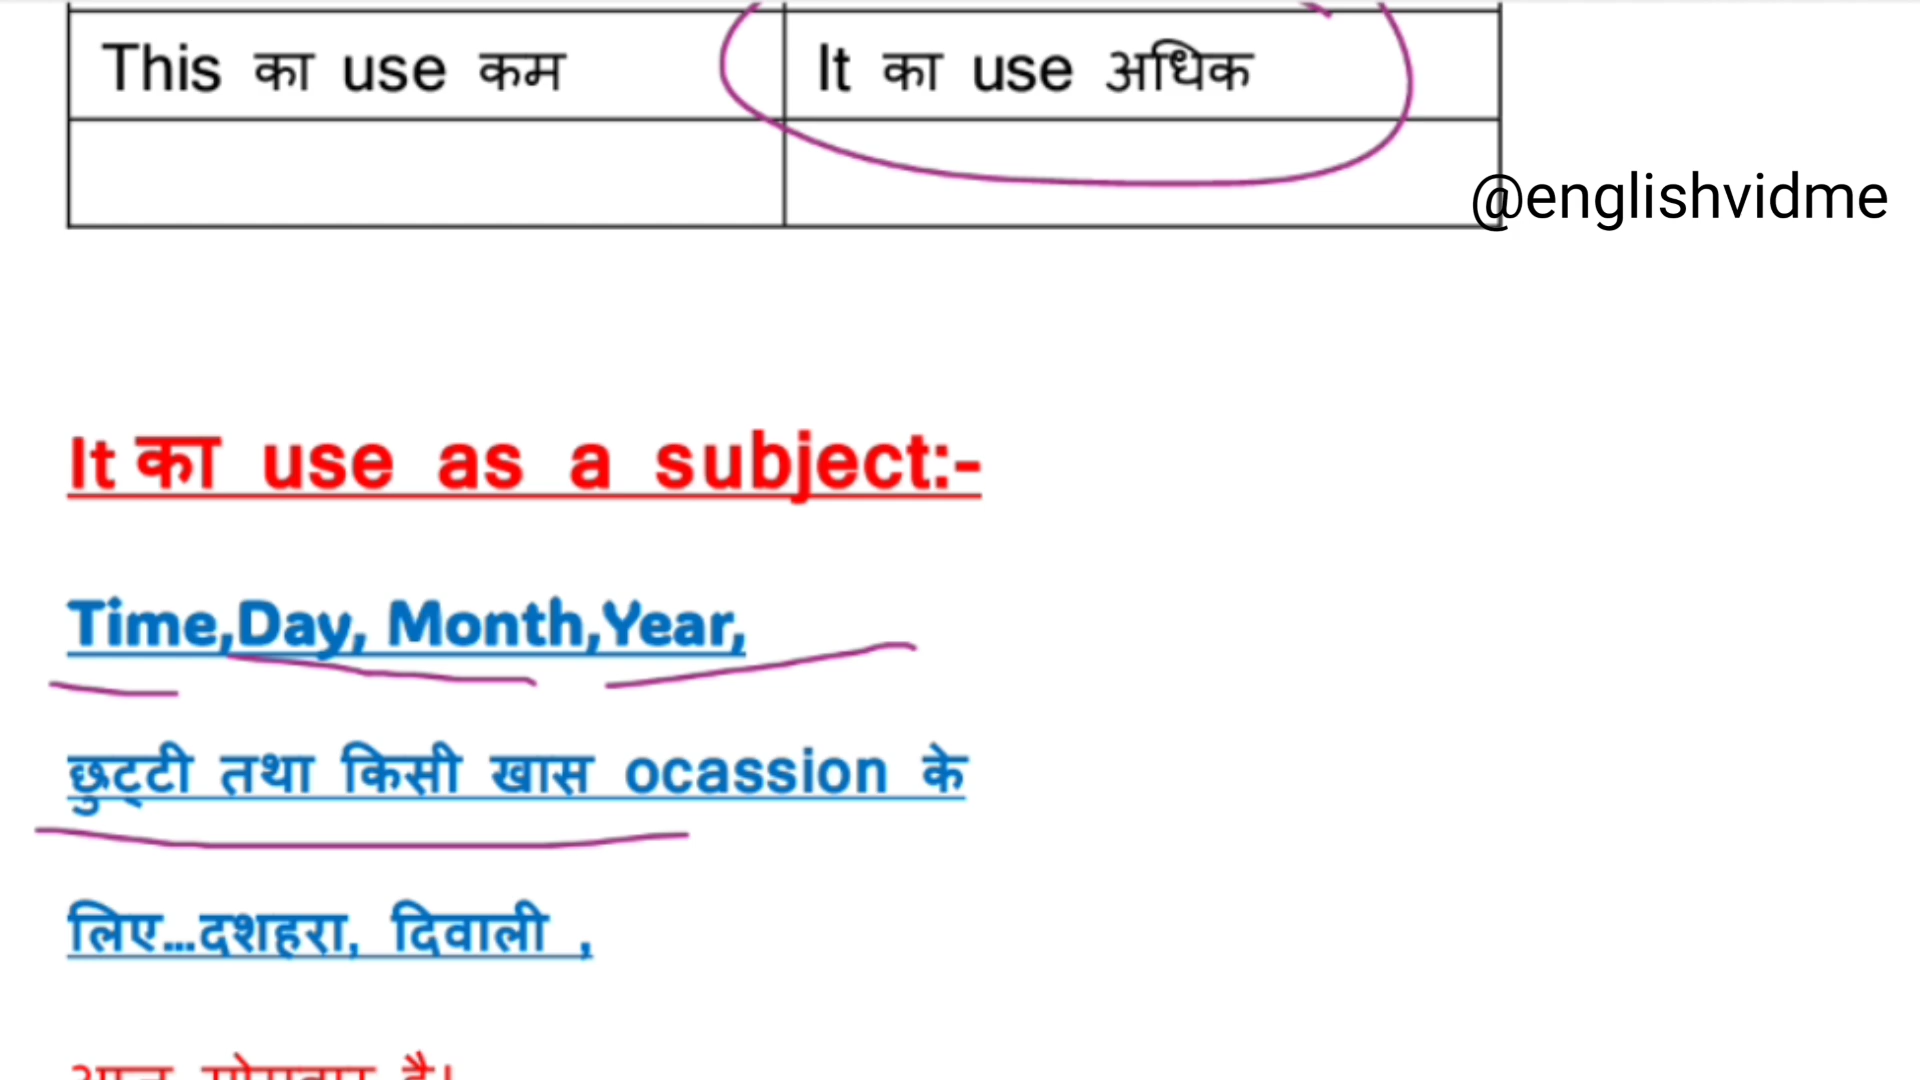 This का use कम
It का use अधिक
@englishvidme
It का use as a subject:-
Time,Day, Month,Year,
छुट्टी तथा किसी खास ocassion के
लिए...दशहरा, दिवाली ,